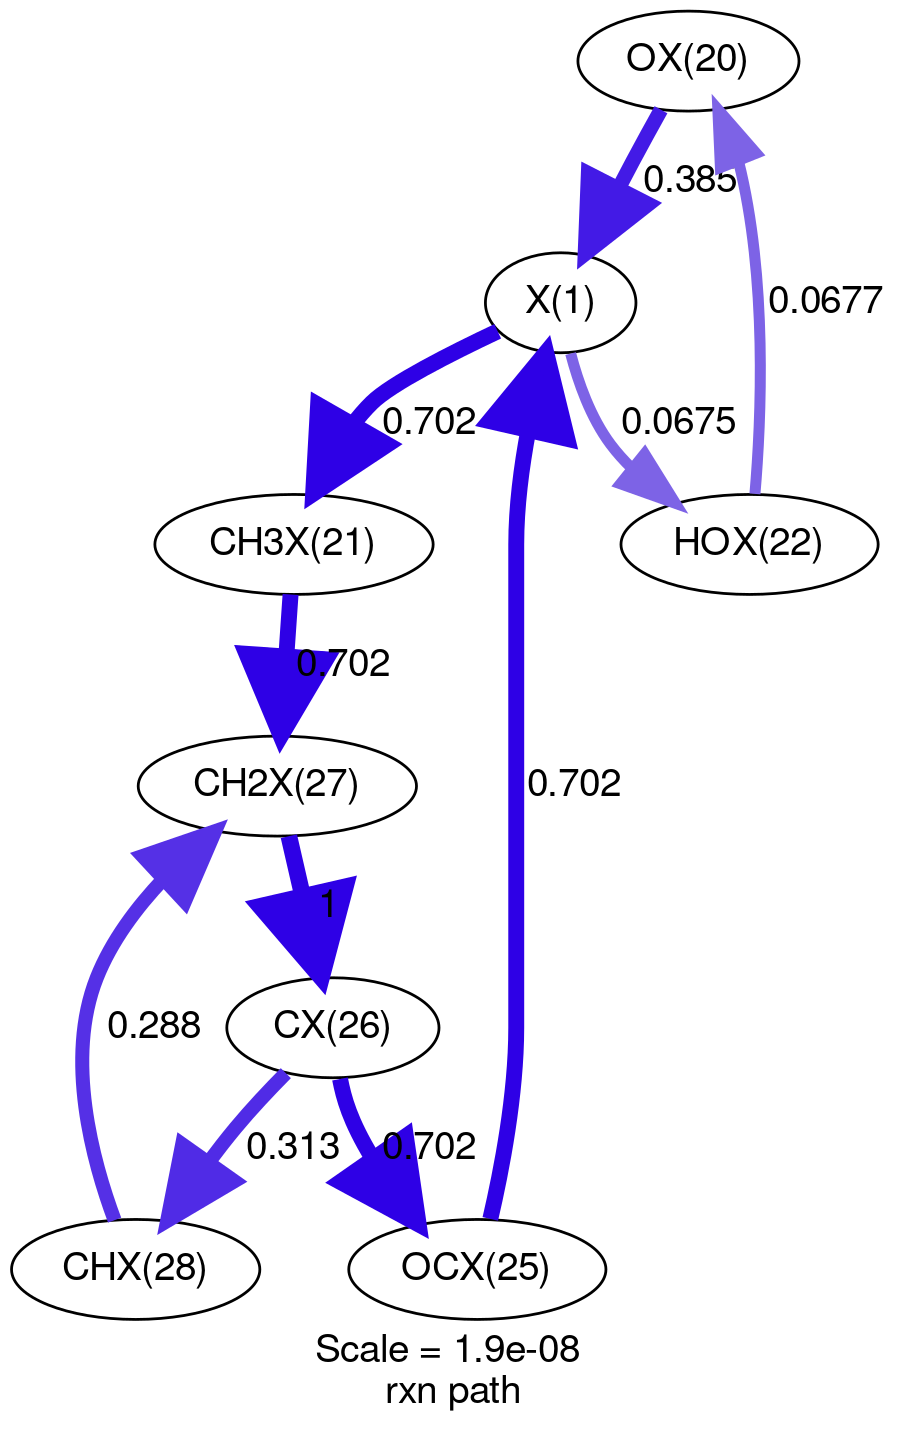 OX(20)
0.385
X(1)
0.0677
0.702
0.0675
CH3X(21)
HOX(22)
0.702
CH2X(27)
0.702
1
CX(26)
0.288
0.313
0.702
CHX(28)
OCX(25)
Scale = 1.9e-08
rxn path